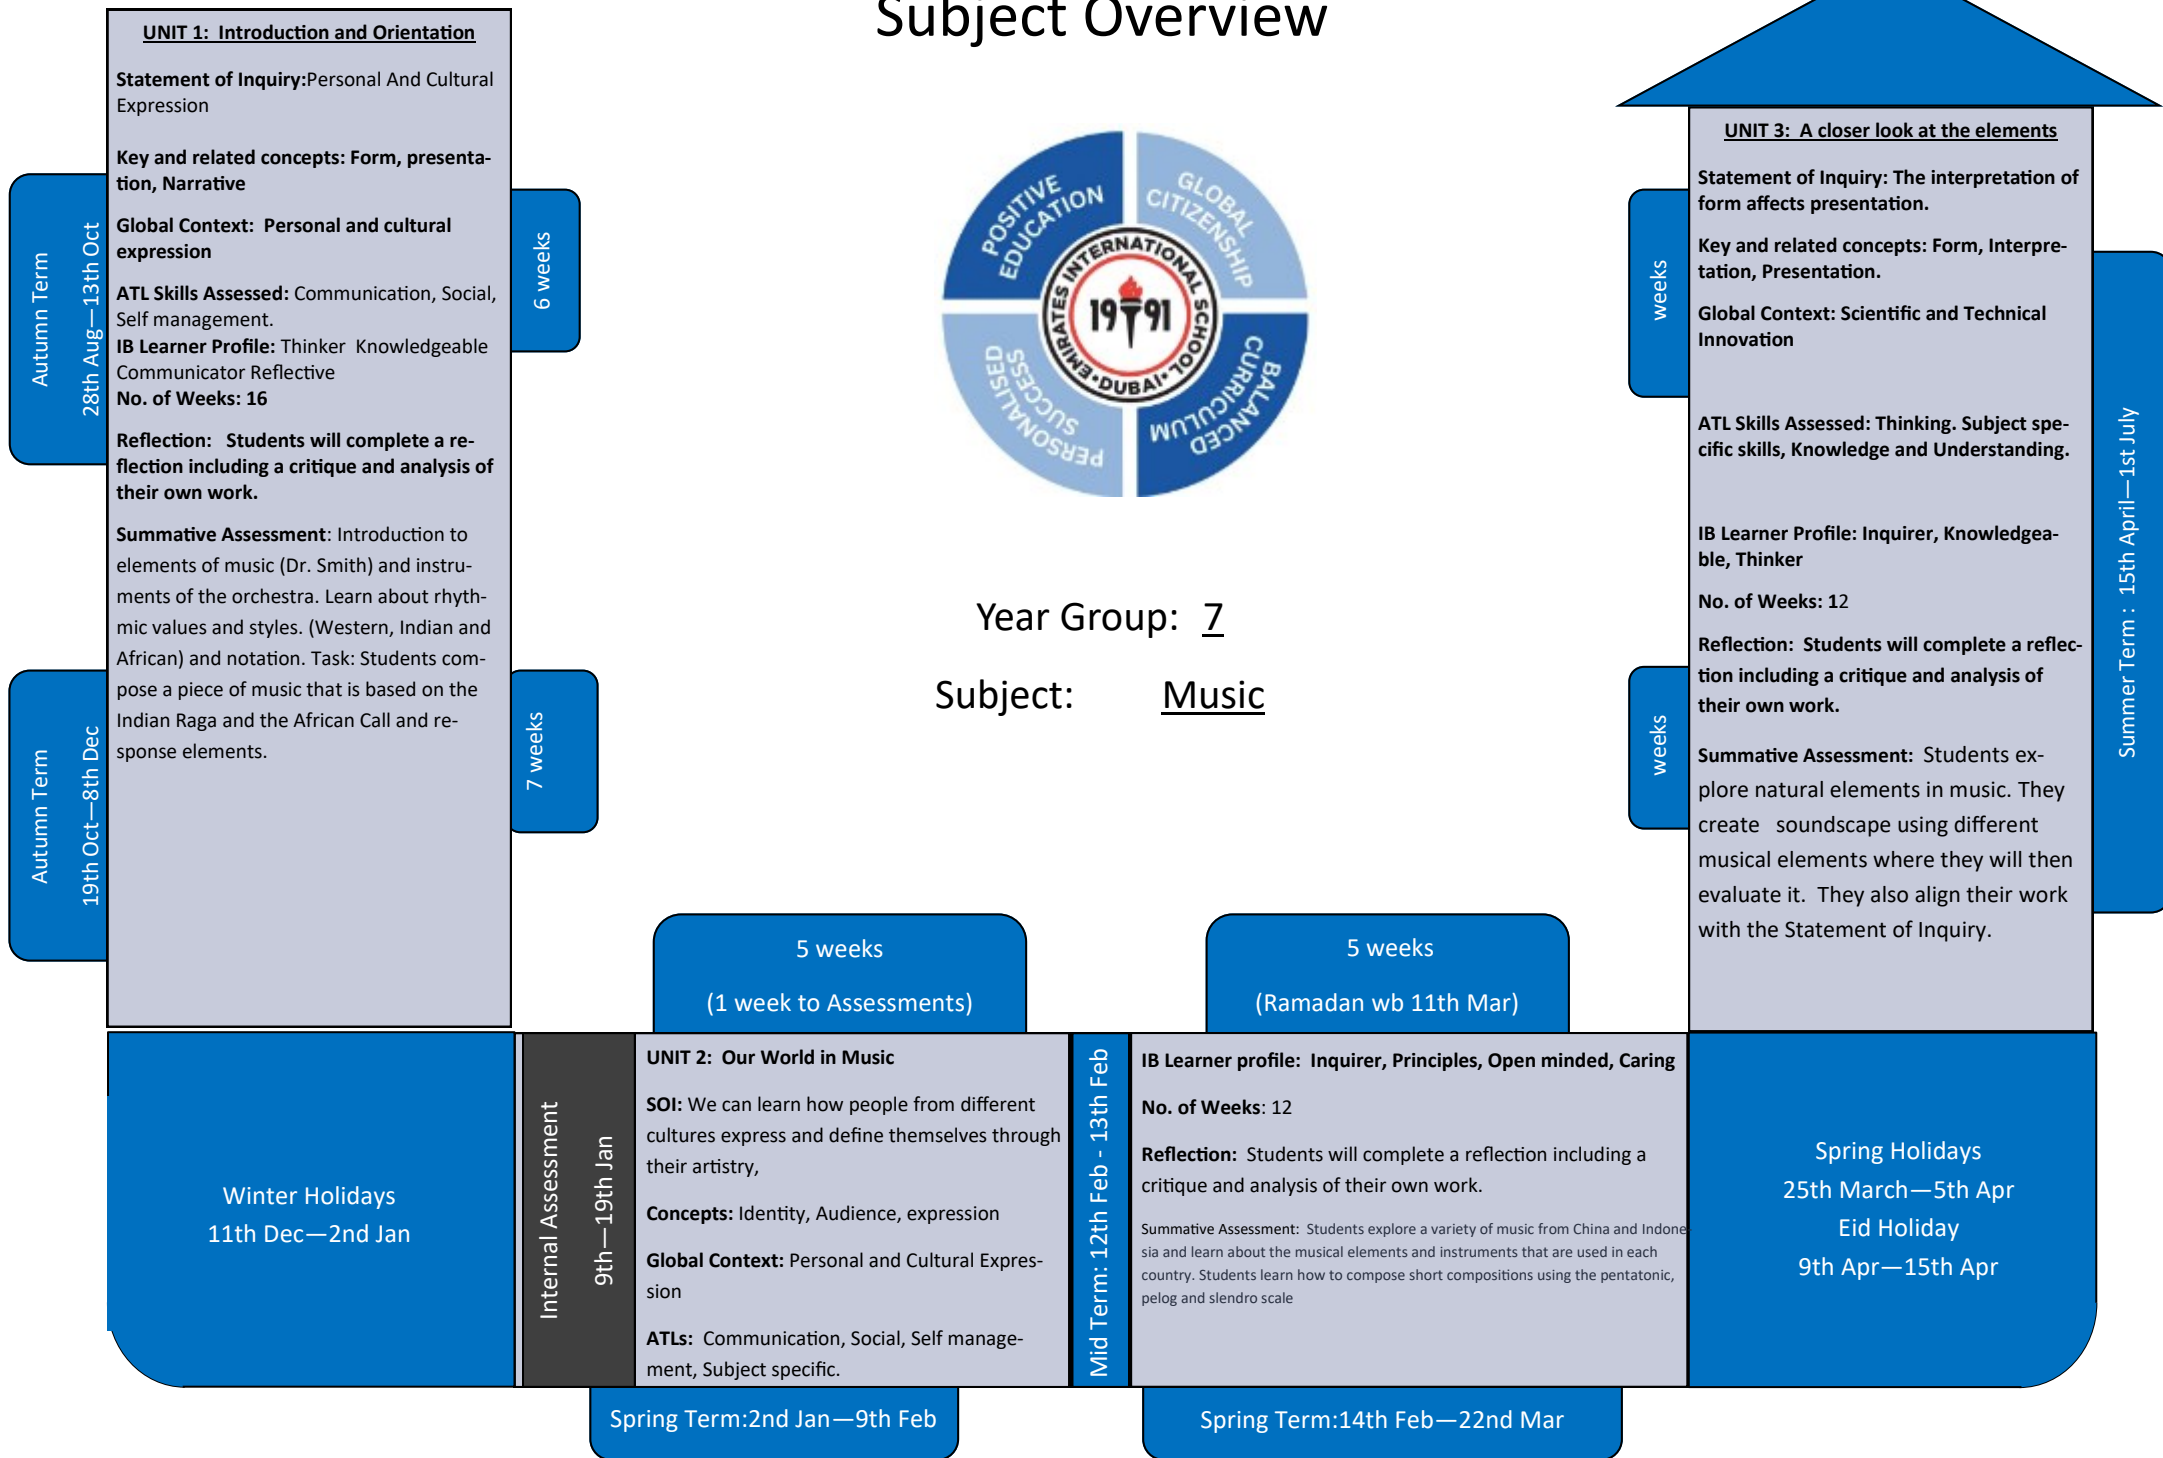 Subject Overview
UNIT 1:  Introduction and Orientation
Statement of Inquiry:Personal And Cultural
Expression
Key and related concepts: Form, presenta-
tion, Narrative
Global Context:  Personal and cultural
expression
ATL Skills Assessed: Communication, Social,
Self management.
IB Learner Profile: Thinker  Knowledgeable
Communicator Reflective
No. of Weeks: 16
Reflection:   Students will complete a re-
flection including a critique and analysis of
their own work.
Summative Assessment: Introduction to
elements of music (Dr. Smith) and instru-
ments of the orchestra. Learn about rhyth-
mic values and styles. (Western, Indian and
African) and notation. Task: Students com-
pose a piece of music that is based on the
Indian Raga and the African Call and re-
sponse elements.
Autumn Term
28th Aug—13th Oct
6 weeks
Autumn Term
19th Oct—8th Dec
7 weeks
POSITIVE
EDUCATION
GLOBAL
CITIZENSHIP
PERSONALISED
SUCCESS
BALANCED
CURRICULUM
EMIRATES INTERNATIONAL SCHOOL
•DUBAI•
1991
Year Group:  7
Subject:  Music
Winter Holidays
11th Dec—2nd Jan
Internal Assessment
9th—19th Jan
5 weeks
(1 week to Assessments)
UNIT 2:  Our World in Music
SOI: We can learn how people from different
cultures express and define themselves through
their artistry,
Concepts: Identity, Audience, expression
Global Context: Personal and Cultural Expres-
sion
ATLs:  Communication, Social, Self manage-
ment, Subject specific.
Spring Term:2nd Jan—9th Feb
Mid Term: 12th Feb - 13th Feb
5 weeks
(Ramadan wb 11th Mar)
IB Learner profile:  Inquirer, Principles, Open minded, Caring
No. of Weeks: 12
Reflection:  Students will complete a reflection including a
critique and analysis of their own work.
Summative Assessment:  Students explore a variety of music from China and Indone-
sia and learn about the musical elements and instruments that are used in each
country. Students learn how to compose short compositions using the pentatonic,
pelog and slendro scale
Spring Term:14th Feb—22nd Mar
Spring Holidays
25th March—5th Apr
Eid Holiday
9th Apr—15th Apr
UNIT 3:  A closer look at the elements
Statement of Inquiry: The interpretation of
form affects presentation.
Key and related concepts: Form, Interpre-
tation, Presentation.
Global Context: Scientific and Technical
Innovation
ATL Skills Assessed: Thinking. Subject spe-
cific skills, Knowledge and Understanding.
IB Learner Profile: Inquirer, Knowledgea-
ble, Thinker
No. of Weeks: 12
Reflection:  Students will complete a reflec-
tion including a critique and analysis of
their own work.
Summative Assessment:  Students ex-
plore natural elements in music. They
create   soundscape using different
musical elements where they will then
evaluate it.  They also align their work
with the Statement of Inquiry.
weeks
weeks
Summer Term :  15th April—1st July